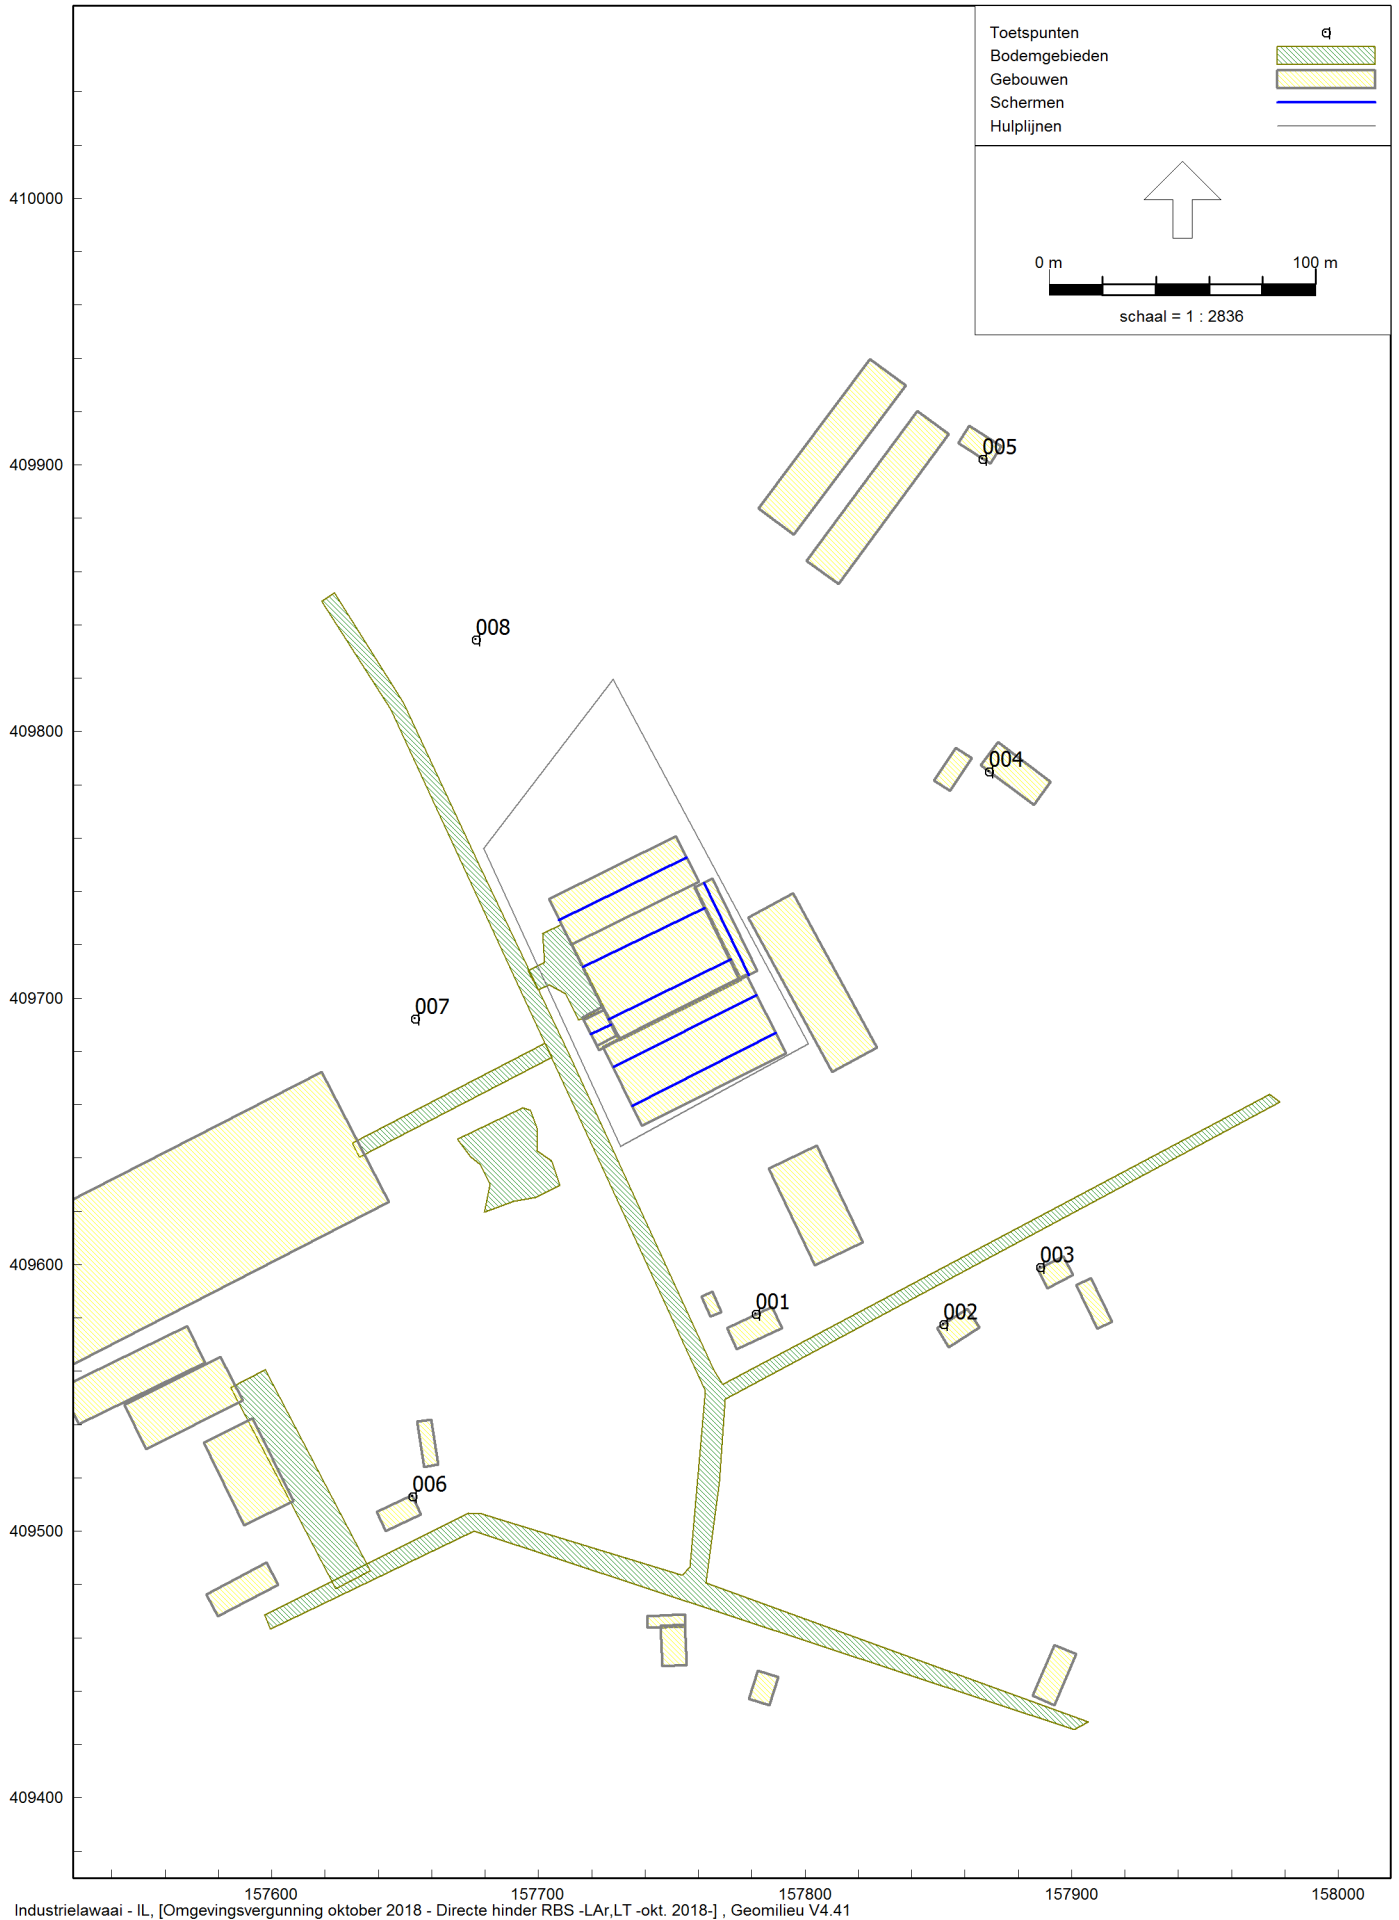 Toetspunten
Bodemgebieden
Gebouwen
Schermen
Hulplijnen
0 m 100 m
schaal = 1 : 2836
410000
409900
409800
409700
409600
409500
409400
005
008
004
007
003
001
002
006
157600 157700 157800 157900 158000
Industrielawaai - IL, [Omgevingsvergunning oktober 2018 - Directe hinder RBS -LAr,LT -okt. 2018-] , Geomilieu V4.41